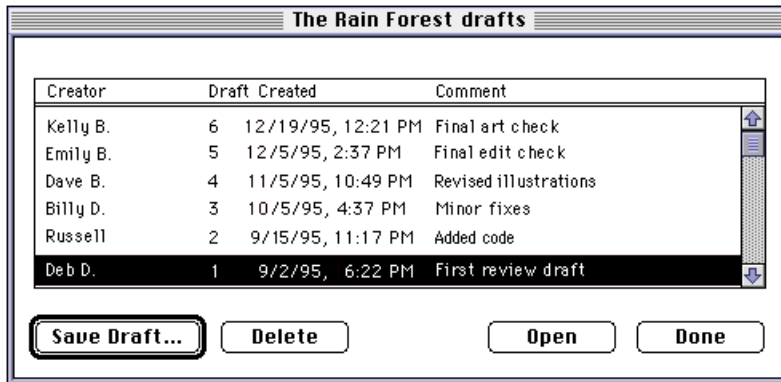 The Rain Forest drafts
Creator Draft Created Comment
Kelly B. 6 12/19/95, 12:21 PM Final art check
Emily B. 5 12/5/95, 2:37 PM Final edit check
Dave B. 4 11/5/95, 10:49 PM Revised illustrations
Billy D. 3 10/5/95, 4:37 PM Minor fixes
Russell 2 9/15/95, 11:17 PM Added code
Deb D. 1 9/2/95, 6:22 PM First review draft
Save Draft... Delete Open Done